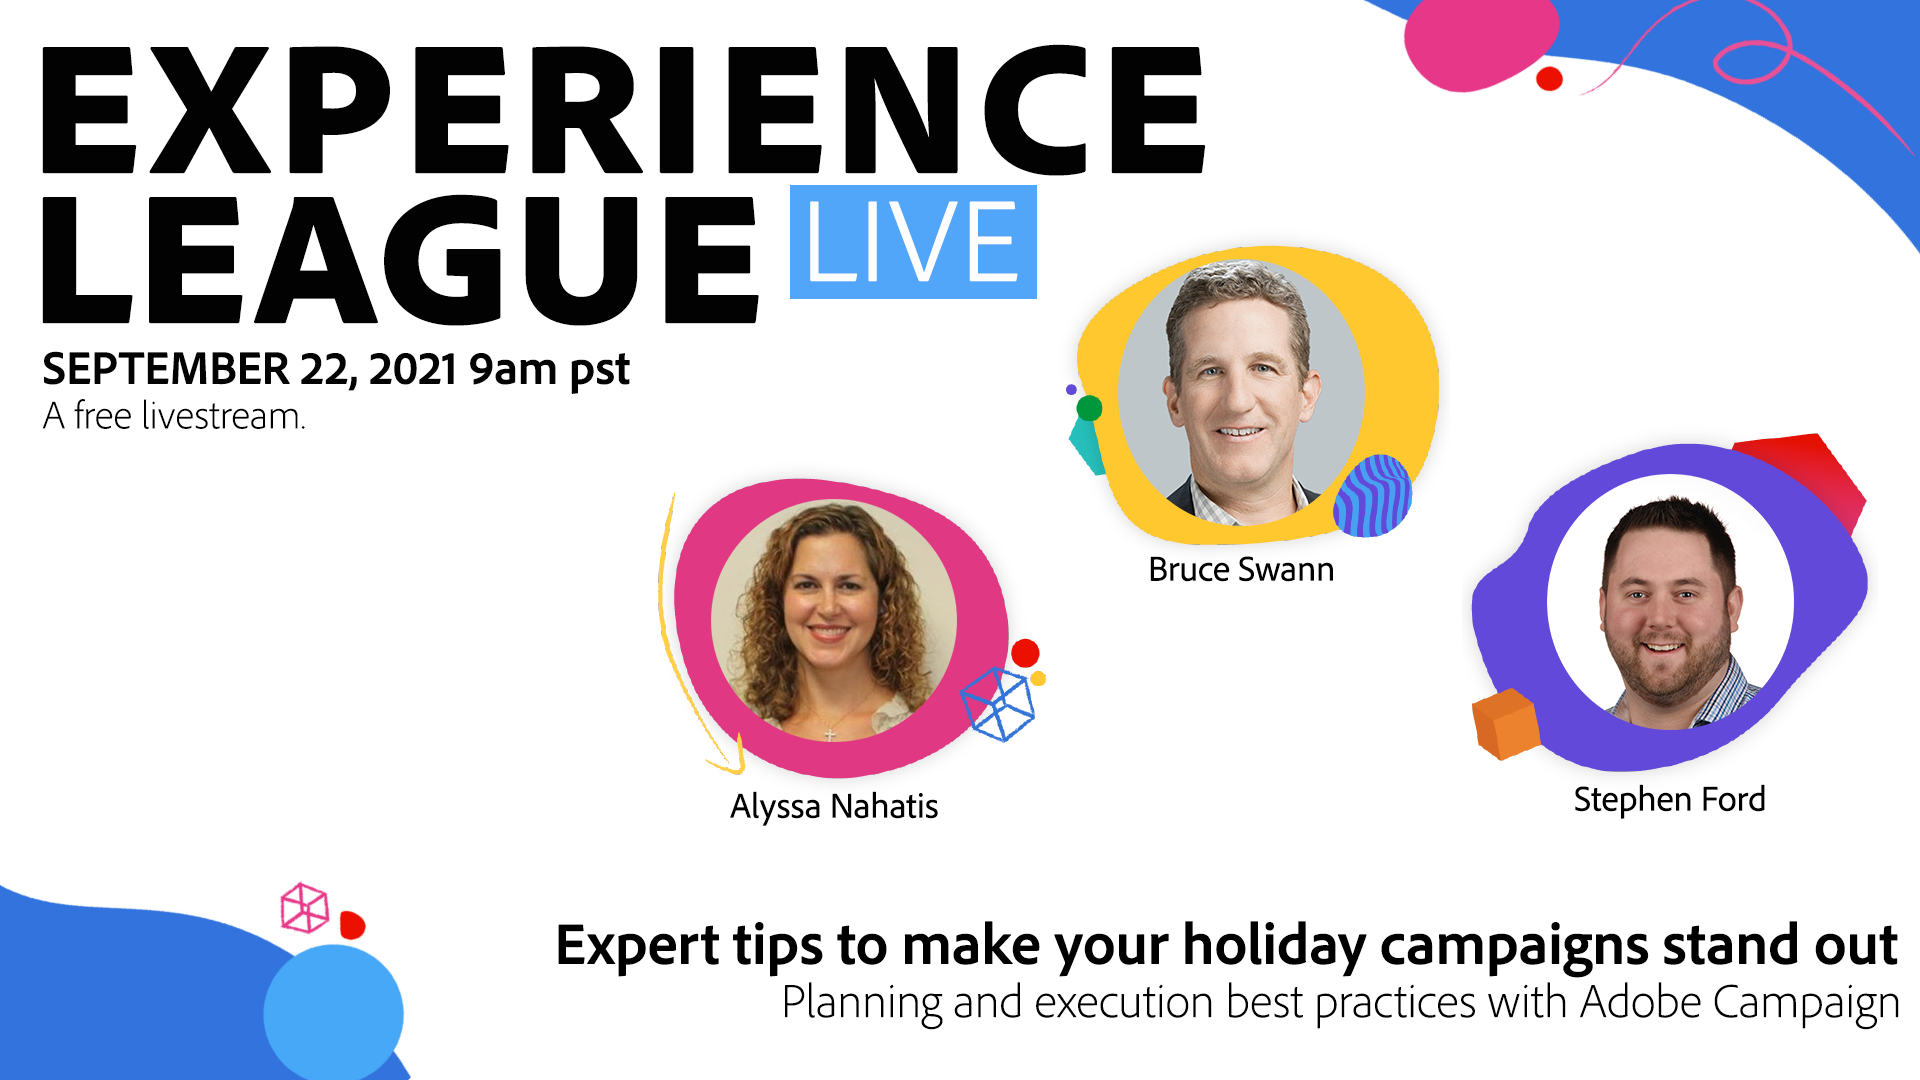 EXPERIENCE
LEAGUE LIVE
SEPTEMBER 22, 2021 9am pst
A free livestream.
Bruce Swann
Alyssa Nahatis
Stephen Ford
Expert tips to make your holiday campaigns stand out
Planning and execution best practices with Adobe Campaign